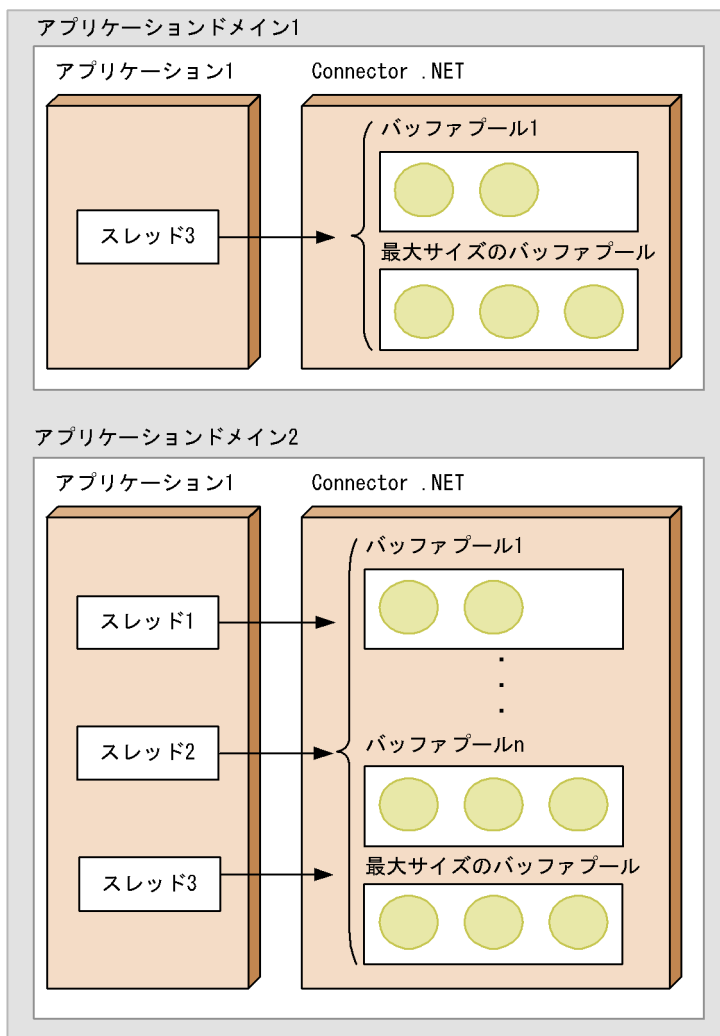 アプリケーションドメイン1
アプリケーション1
Connector .NET
バッファプール1
スレッド3
最大サイズのバッファプール
アプリケーションドメイン2
アプリケーション1
Connector .NET
バッファプール1
スレッド1
・
・
・
スレッド2
バッファプールn
スレッド3
最大サイズのバッファプール